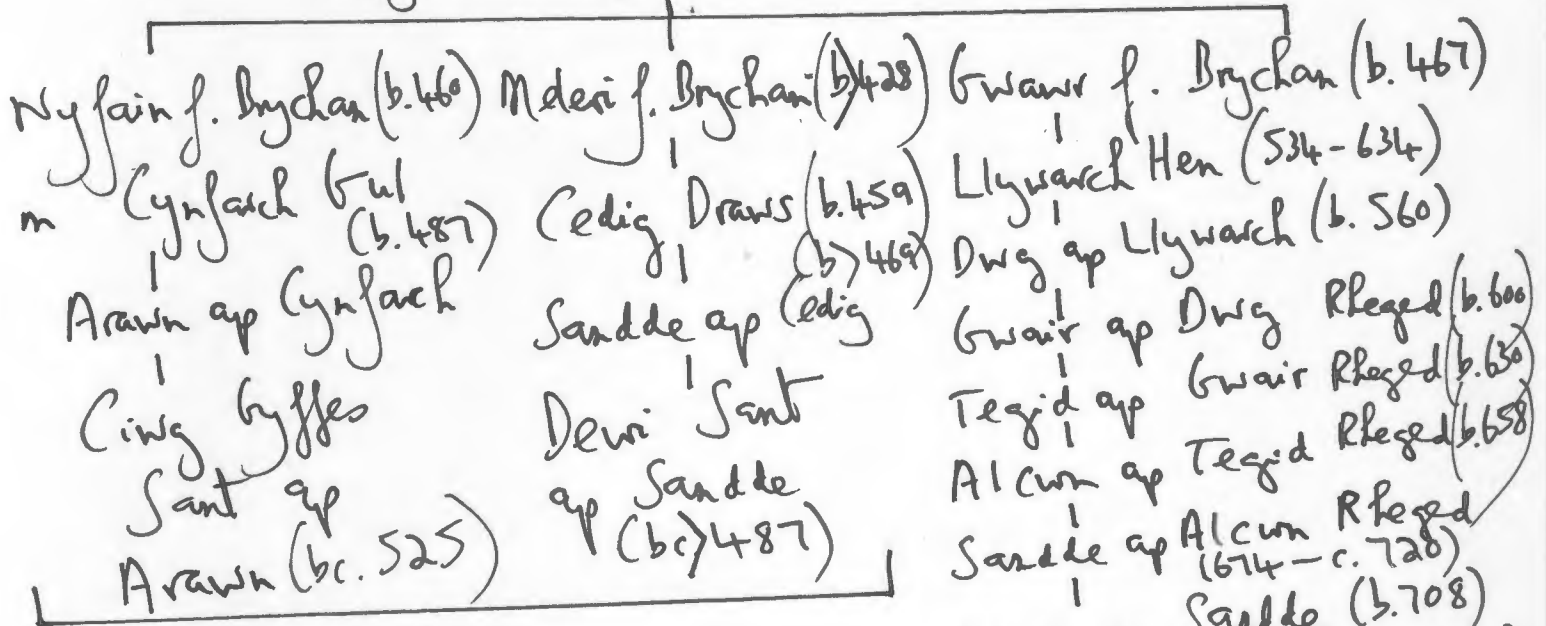 Nyfain f. Brychan (b. 460)
m Cynfarch Gul
(b. 487)
Arawn ap Cynfarch
Ciwg Gyffes
Sant ap
Arawn (bc. 525)
Mderi f. Brychan (b>428)
Cedig Draws (b. 459)
(b>469)
Sandde ap Cedig
Dewi Sant
ap Sandde
(bc>487)
Gwawr f. Brychan (b. 467)
Llywarch Hen (534-634)
Dwg ap Llywarch (b. 560)
Gwair ap Dwg Rheged (b. 600)
Tegid ap Gwair Rheged (b. 630)
Alcwn ap Tegid Rheged (b. 658)
Sandde ap Alcwn Rheged
(674-c. 728)
Sandde (b. 708)